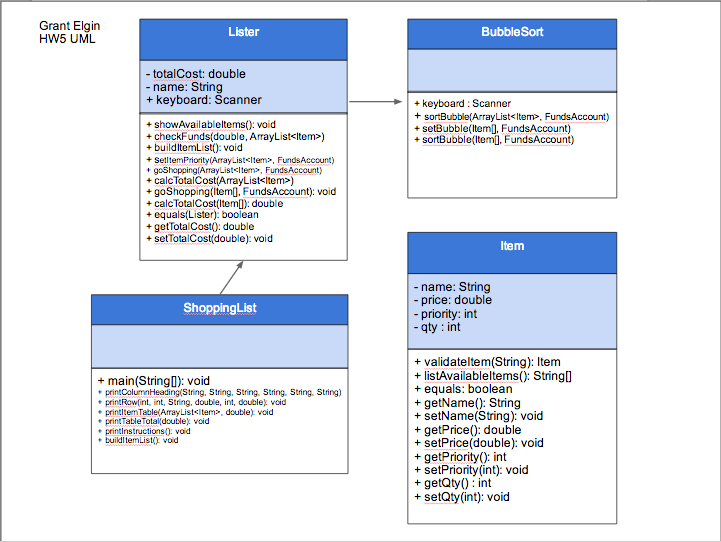 Grant Elgin
HW5 UML
Lister
- totalCost: double
- name: String
+ keyboard: Scanner
+ showAvailableItems(): void
+ checkFunds(double, ArrayList<Item>)
+ buildItemList(): void
+ setItemPriority(ArrayList<Item>, FundsAccount)
+ goShopping(ArrayList<Item>, FundsAccount)
+ calcTotalCost(ArrayList<Item>)
+ goShopping(Item[], FundsAccount): void
+ calcTotalCost(Item[]): double
+ equals(Lister): boolean
+ getTotalCost(): double
+ setTotalCost(double): void
BubbleSort
+ keyboard : Scanner
+ sortBubble(ArrayList<Item>, FundsAccount)
+ setBubble(Item[], FundsAccount)
+ sortBubble(Item[], FundsAccount)
ShoppingList
+ main(String[]): void
+ printColumnHeading(String, String, String, String, String, String)
+ printRow(int, int, String, double, int, double): void
+ printItemTable(ArrayList<Item>, double): void
+ printTableTotal(double): void
+ printInstructions(): void
+ buildItemList(): void
Item
- name: String
- price: double
- priority: int
- qty : int
+ validateItem(String): Item
+ listAvailableItems(): String[]
+ equals: boolean
+ getName(): String
+ setName(String): void
+ getPrice(): double
+ setPrice(double): void
+ getPriority(): int
+ setPriority(int): void
+ getQty() : int
+ setQty(int): void